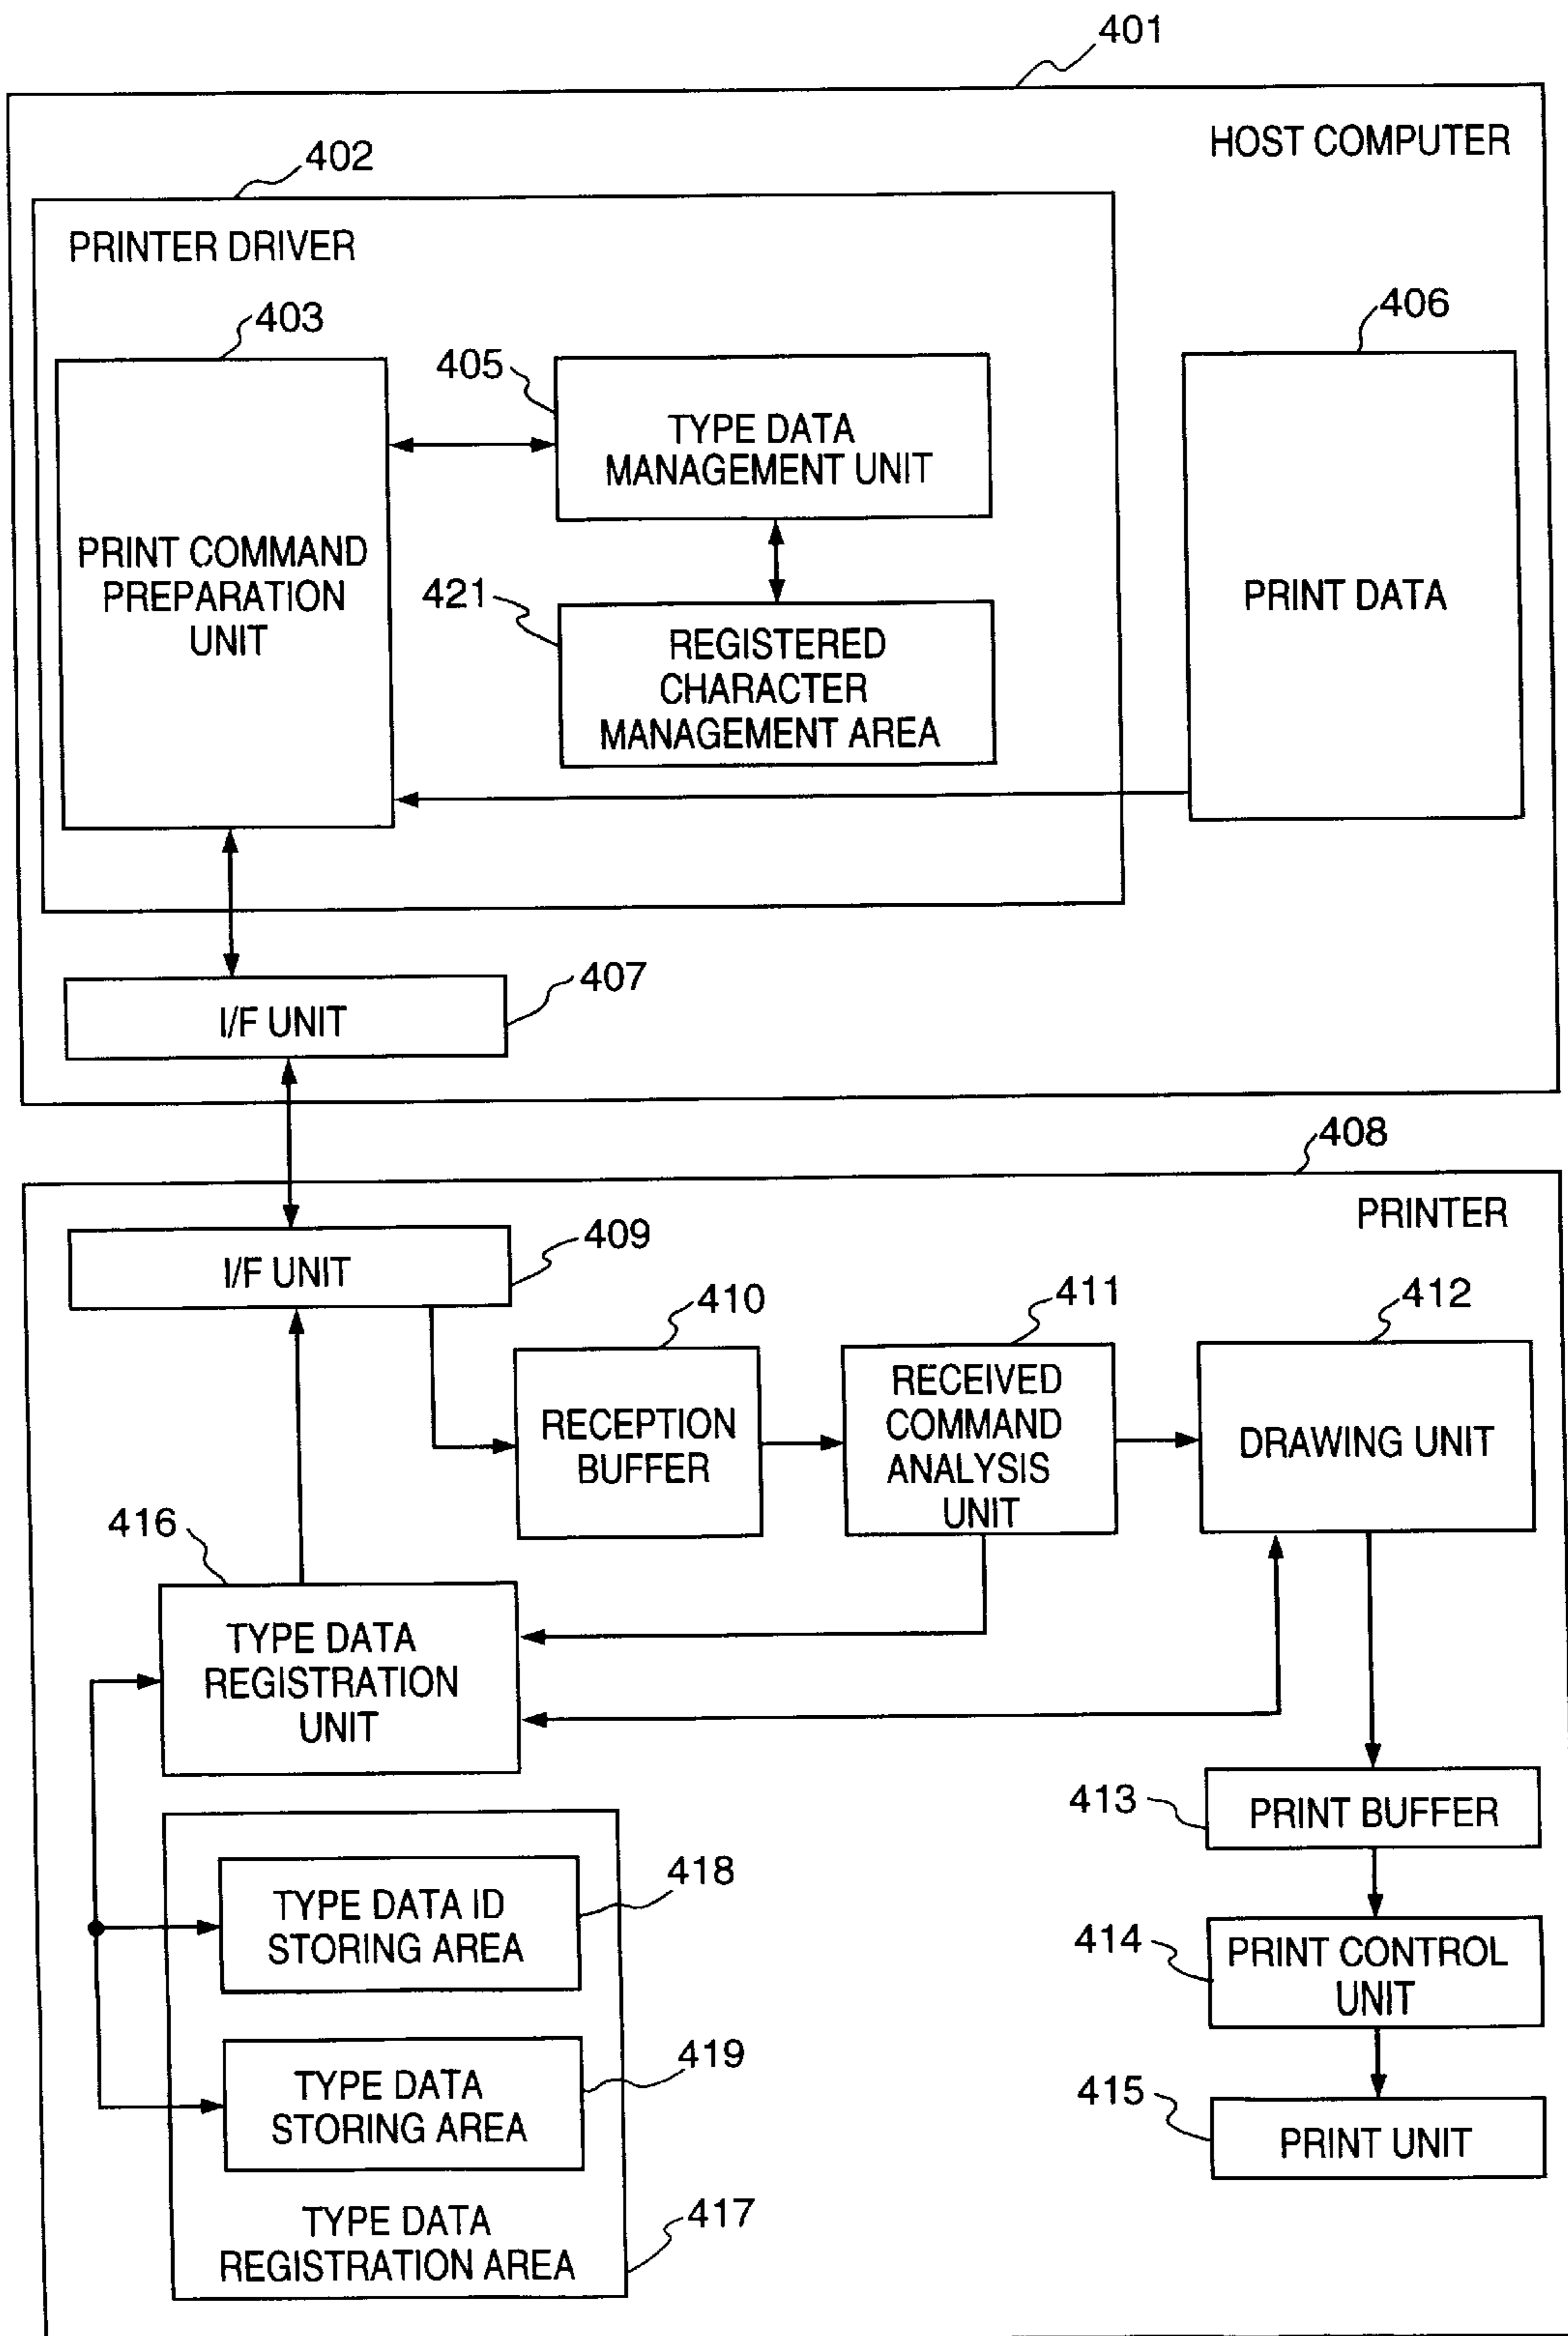 401
HOST COMPUTER
402
PRINTER DRIVER
403
405
406
TYPE DATA
MANAGEMENT UNIT
PRINT COMMAND
PREPARATION
UNIT
421
REGISTERED
CHARACTER
MANAGEMENT AREA
PRINT DATA
407
I/F UNIT
408
PRINTER
409
I/F UNIT
410
411
412
RECEPTION
BUFFER
RECEIVED
COMMAND
ANALYSIS
UNIT
DRAWING UNIT
416
TYPE DATA
REGISTRATION
UNIT
413
PRINT BUFFER
418
TYPE DATA ID
STORING AREA
414
PRINT CONTROL
UNIT
419
TYPE DATA
STORING AREA
415
PRINT UNIT
417
TYPE DATA
REGISTRATION AREA